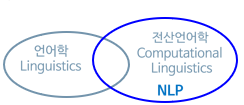 언어학
Linguistics
전산언어학
Computational
Linguistics
NLP